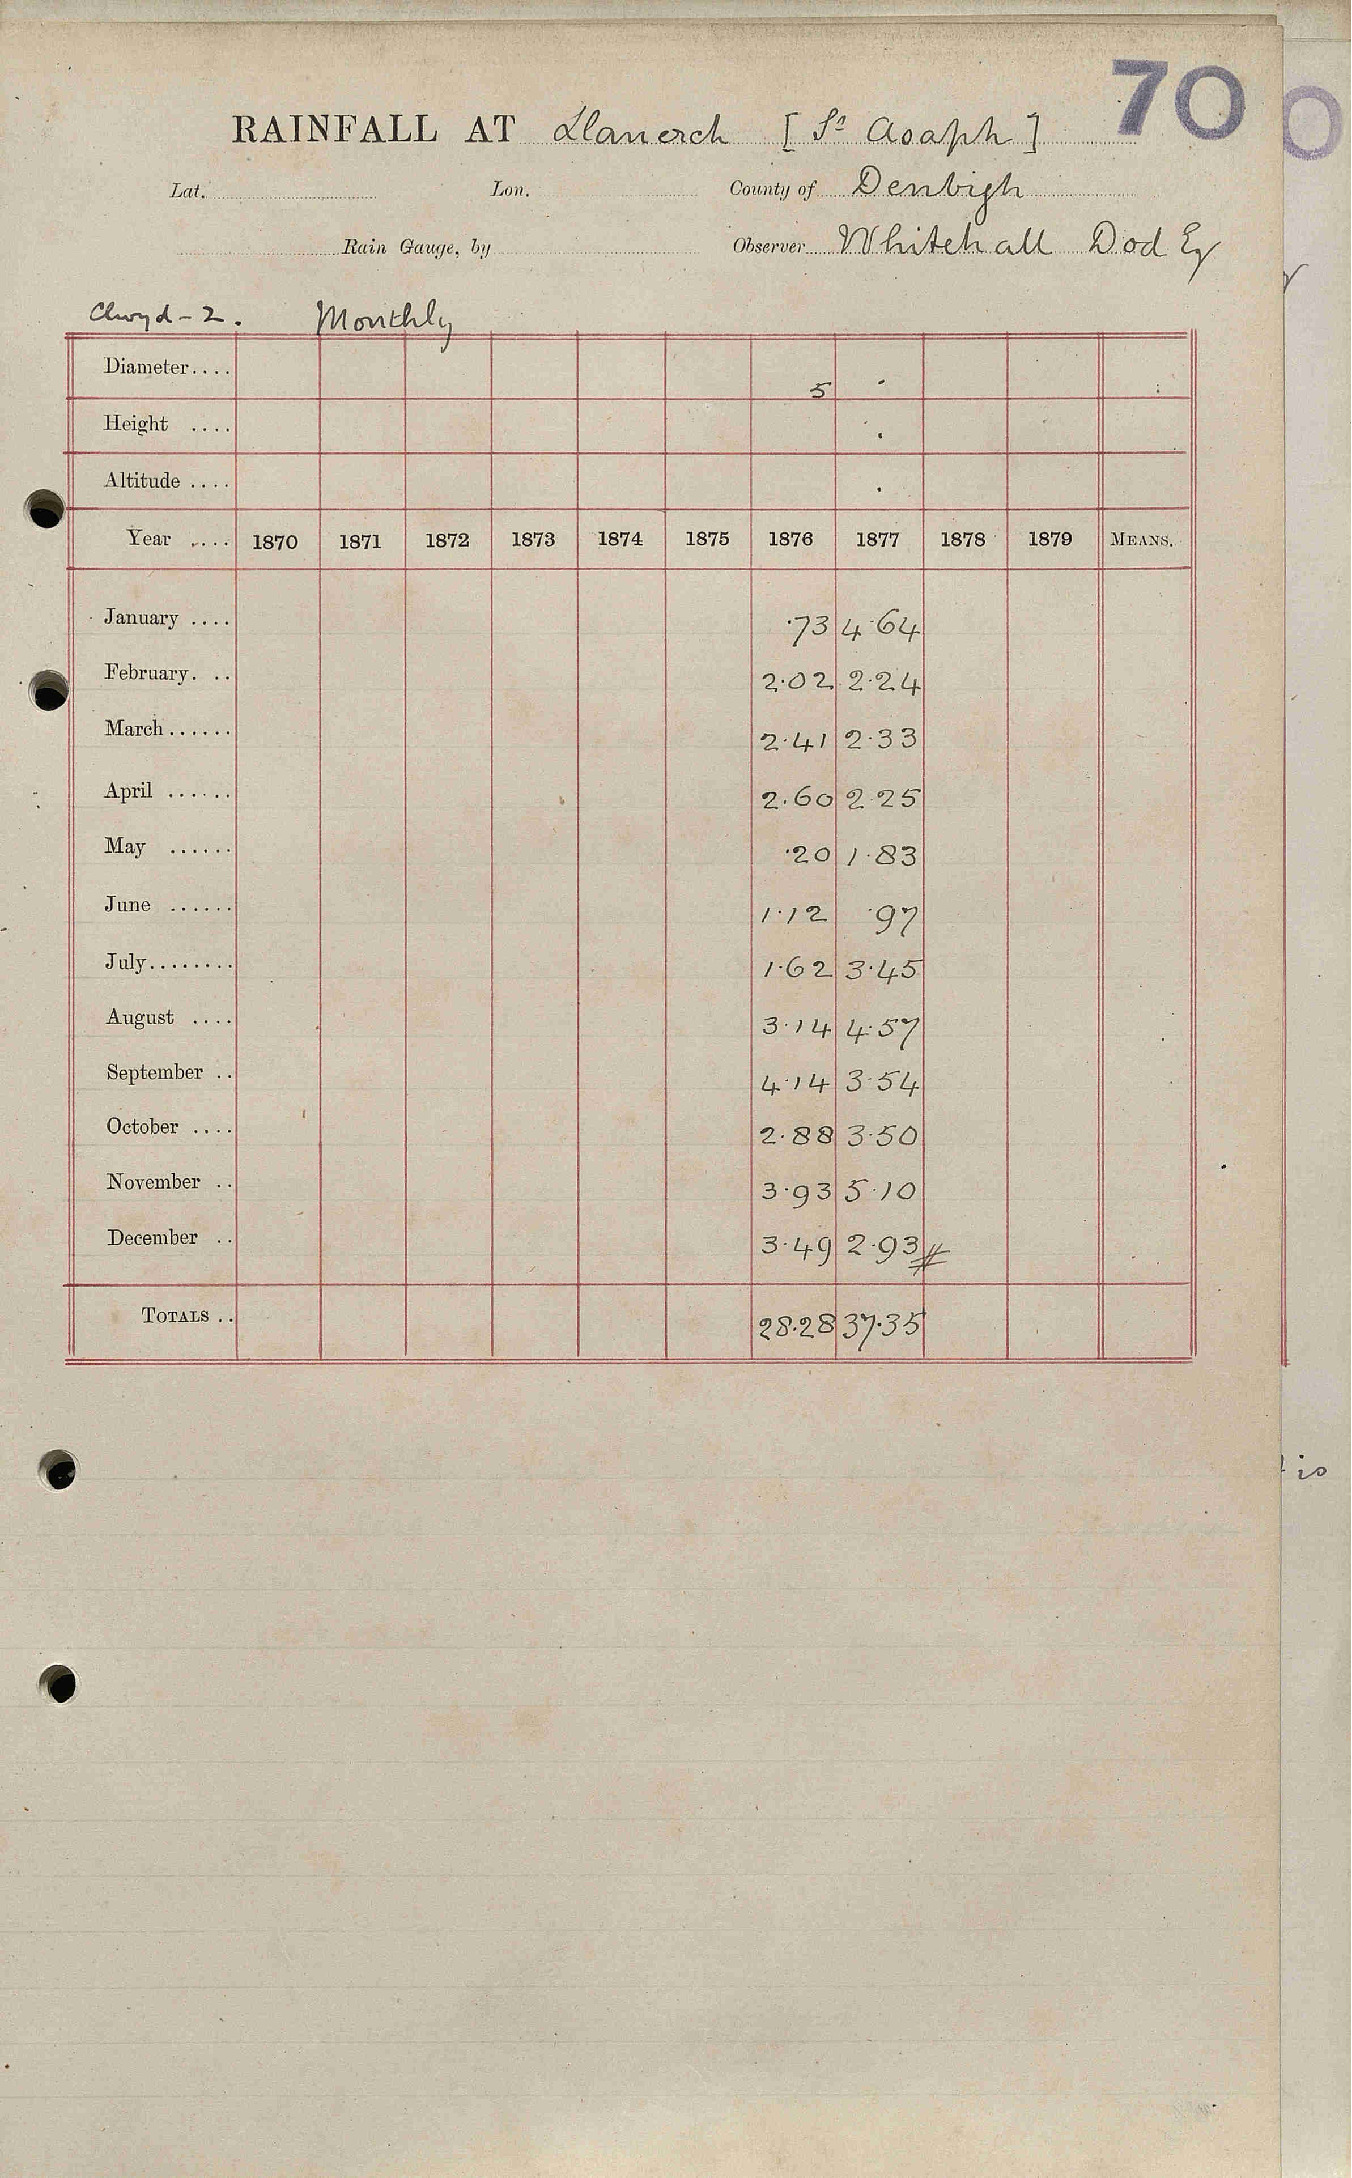 70
RAINFALL AT Llanerch [ St Asaph ]
Lat. Lon. County of Denbigh
Rain Gauge, by Observer Whitehall Dod Esq
Clwyd - 2. Monthly
Diameter.... 5
Height ....
Altitude ....
Year .... 1870 1871 1872 1873 1874 1875 1876 1877 1878 1879 MEANS.
January .... ·73 4·64
February. .. 2·02 2·24
March...... 2·41 2·33
April ...... 2·60 2·25
May ...... ·20 1·83
June ...... 1·12 ·97
July........ 1·62 3·45
August .... 3·14 4·57
September .. 4·14 3·54
October .... 2·88 3·50
November .. 3·93 5·10
December .. 3·49 2·93 #
TOTALS .. 28·28 37·35
is